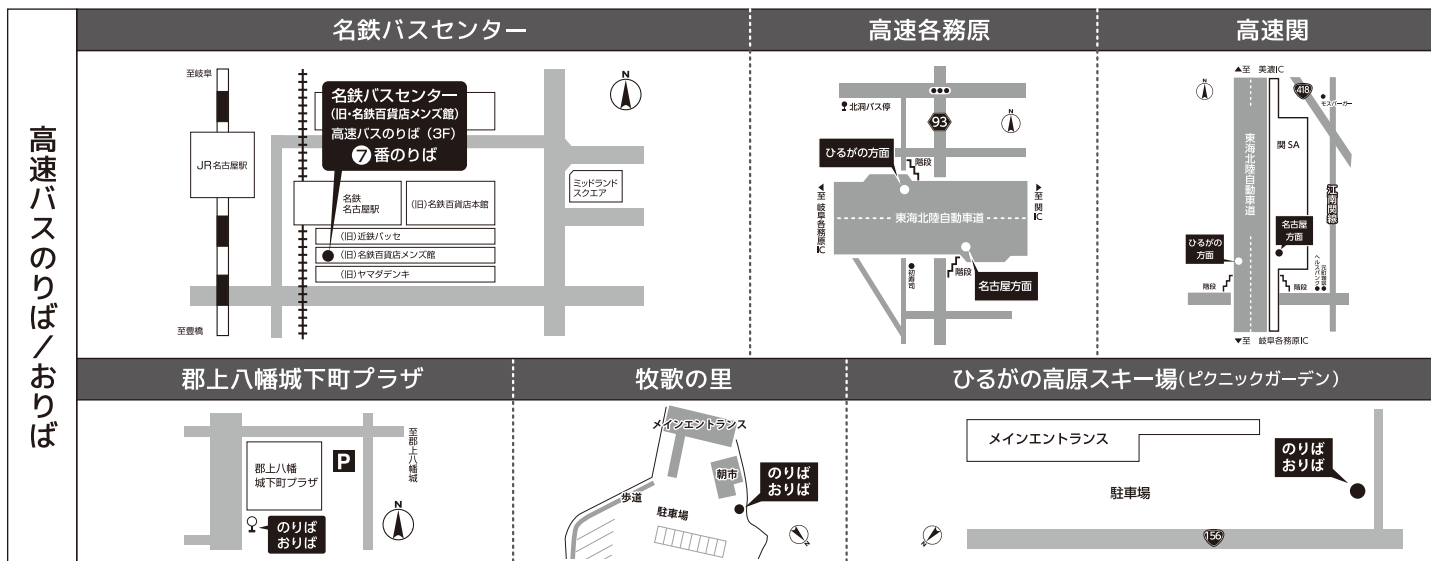 高速バスのりば／おりば
名鉄バスセンター
至岐阜
JR名古屋駅
至豊橋
名鉄バスセンター
(旧・名鉄百貨店メンズ館)
高速バスのりば（3F）
7番のりば
N
名鉄
名古屋駅
(旧)名鉄百貨店本館
ミッドランド
スクエア
(旧)近鉄パッセ
(旧)名鉄百貨店メンズ館
(旧)ヤマダデンキ
高速各務原
北洞バス停
93
N
ひるがの方面
階段
至 岐阜各務原IC
東海北陸自動車道
至 関IC
初寿司
階段
名古屋方面
高速関
▲至 美濃IC
N
418
モスバーガー
東海北陸自動車道
関SA
江南関線
名古屋
方面
ひるがの
方面
階段
階段
ヘルスバンク
▼至 岐阜各務原IC
郡上八幡城下町プラザ
至郡上八幡城
郡上八幡
城下町プラザ
P
のりば
おりば
N
牧歌の里
メインエントランス
朝市
のりば
おりば
歩道
駐車場
N
ひるがの高原スキー場(ピクニックガーデン)
メインエントランス
のりば
おりば
駐車場
N
156